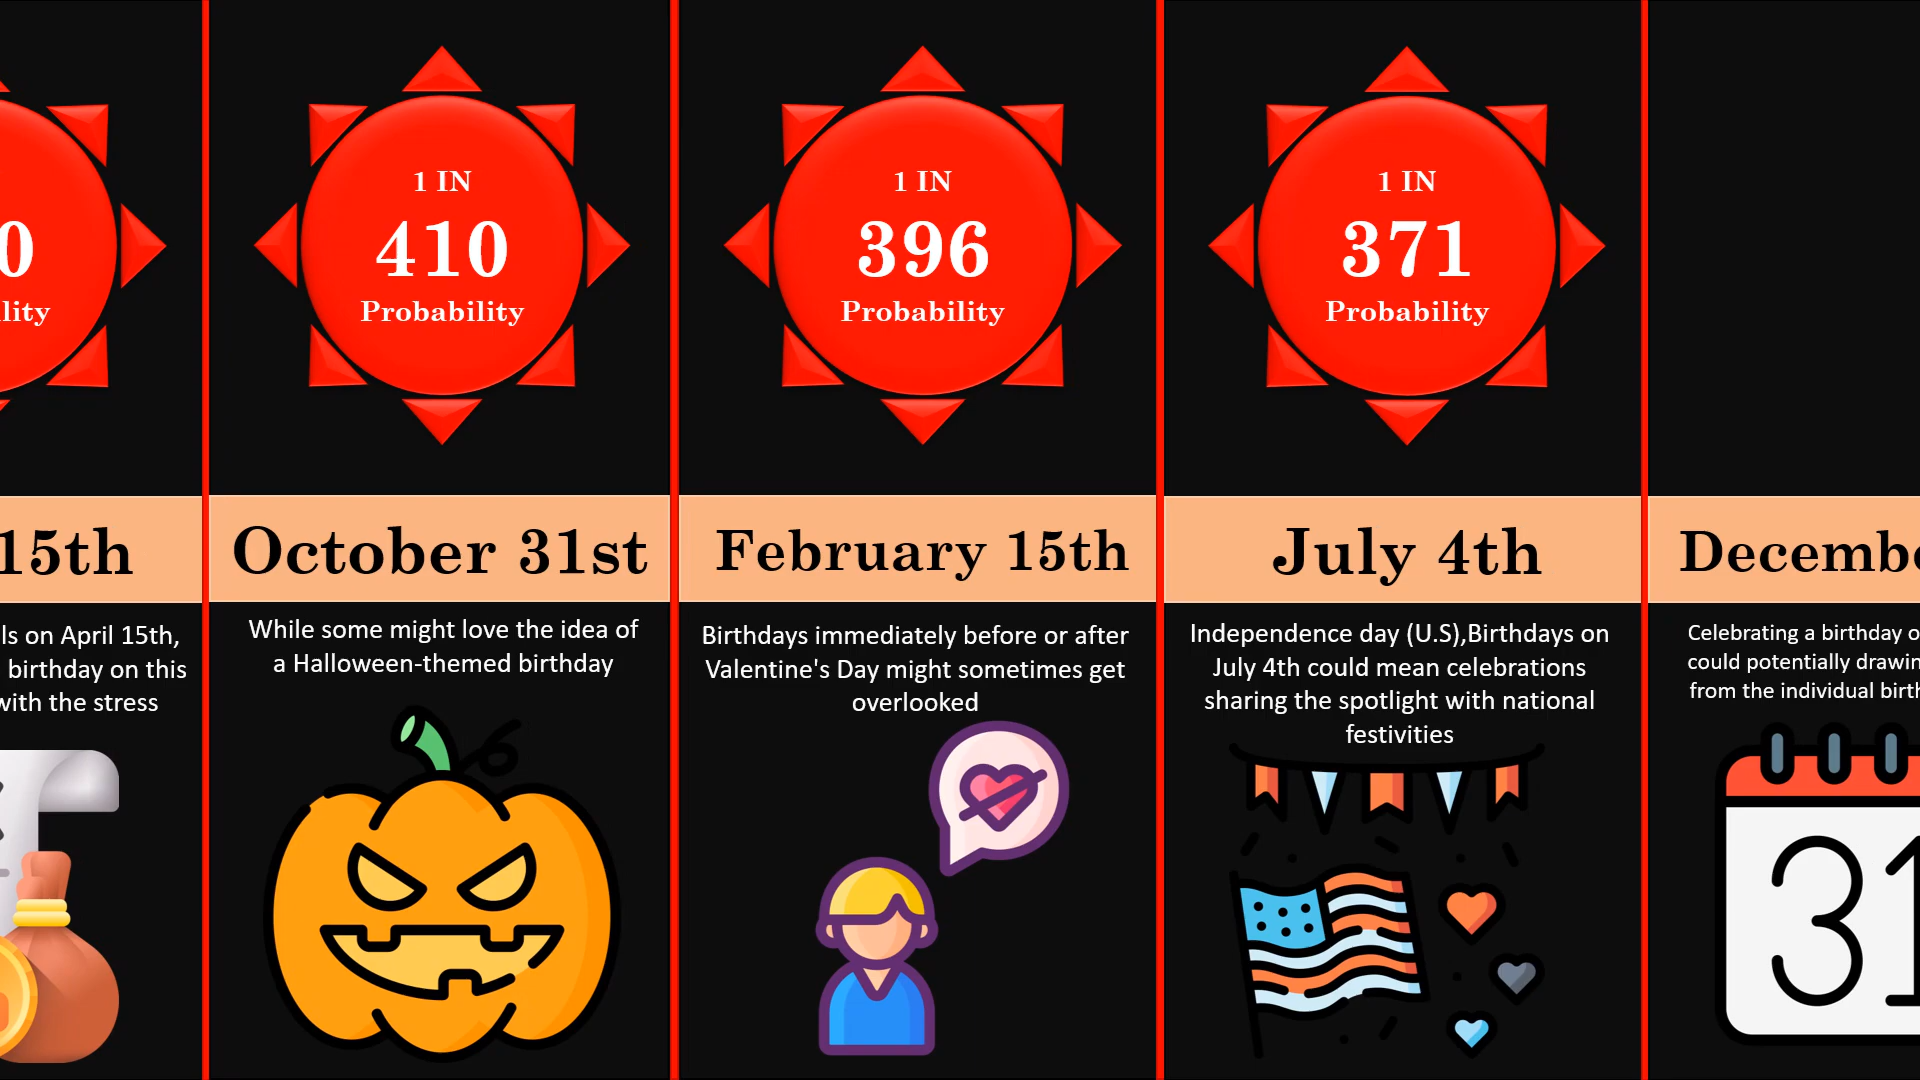 0
lity
15th
ls on April 15th,
birthday on this
with the stress
1 IN
410
Probability
October 31st
While some might love the idea of
a Halloween-themed birthday
1 IN
396
Probability
February 15th
Birthdays immediately before or after
Valentine's Day might sometimes get
overlooked
1 IN
371
Probability
July 4th
Independence day (U.S),Birthdays on
July 4th could mean celebrations
sharing the spotlight with national
festivities
Decemb
Celebrating a birthday o
could potentially drawin
from the individual birth
31